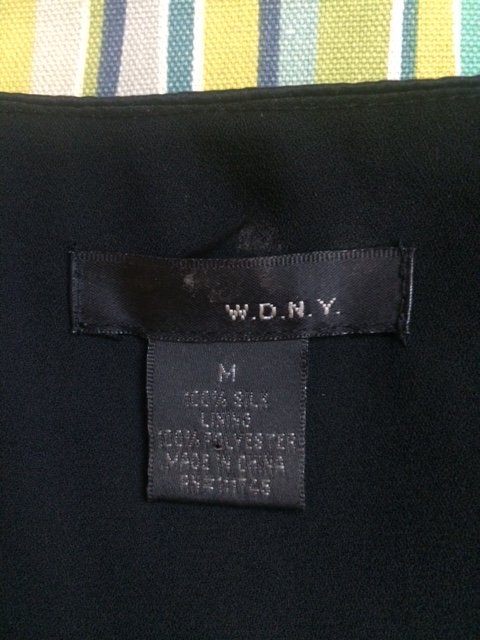 W.D.N.Y.
M
100% SILK
LINING
100% POLYESTER
MADE IN CHINA